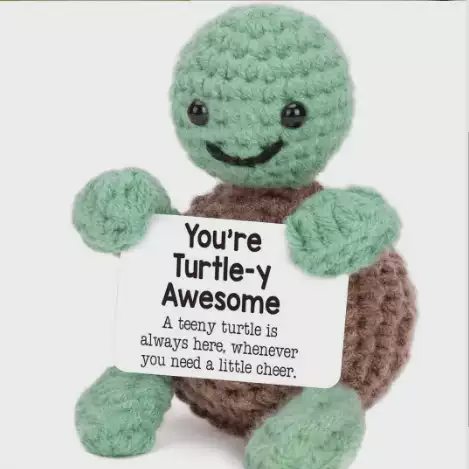 You're
Turtle-y
Awesome
A teeny turtle is
always here, whenever
you need a little cheer.